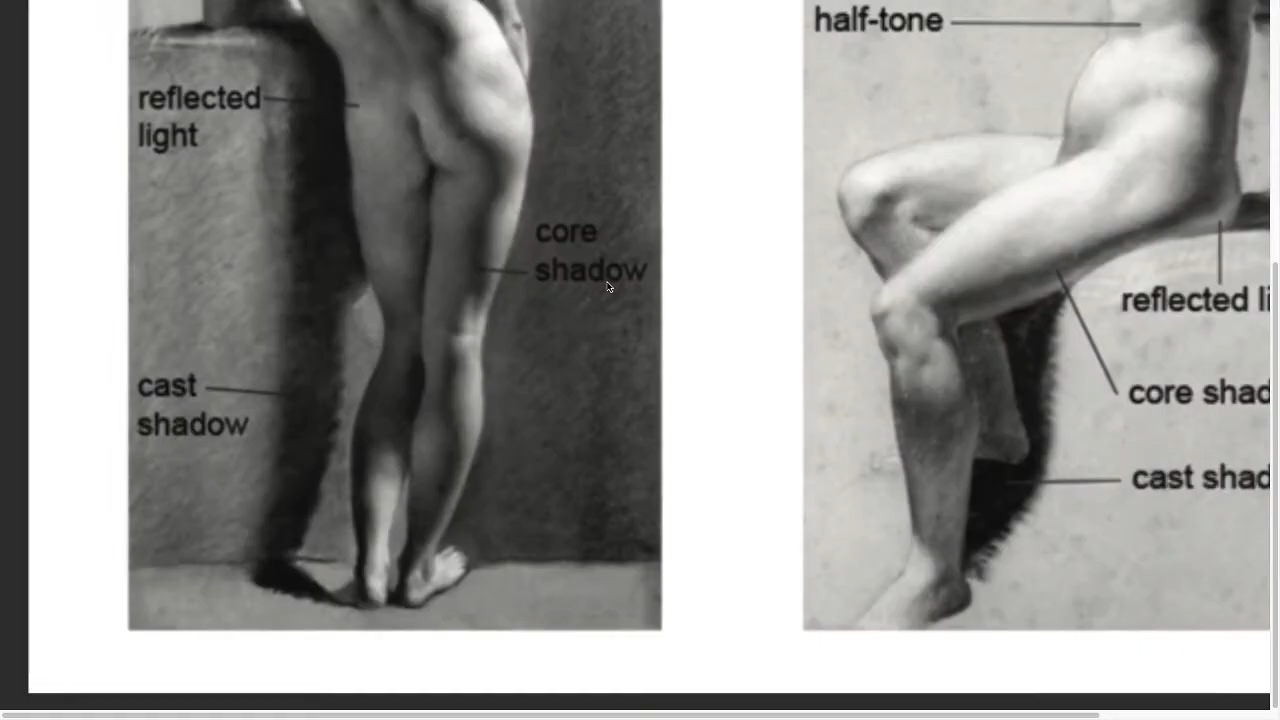 reflected
light
core
shadow
cast
shadow
half-tone
reflected li
core shad
cast shad